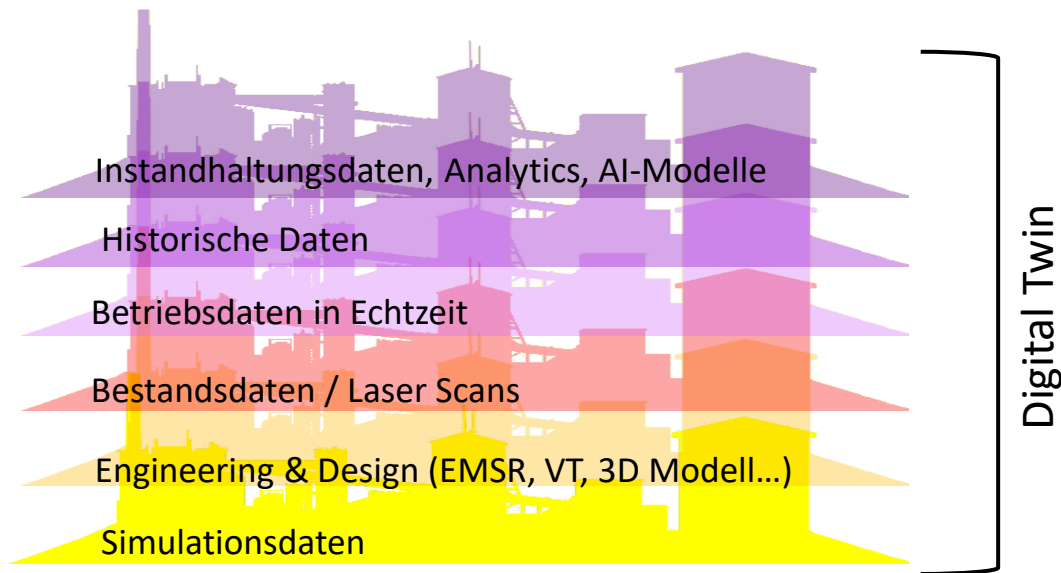 Instandhaltungsdaten, Analytics, AI-Modelle
Historische Daten
Betriebsdaten in Echtzeit
Bestandsdaten / Laser Scans
Engineering & Design (EMSR, VT, 3D Modell…)
Simulationsdaten
Digital Twin